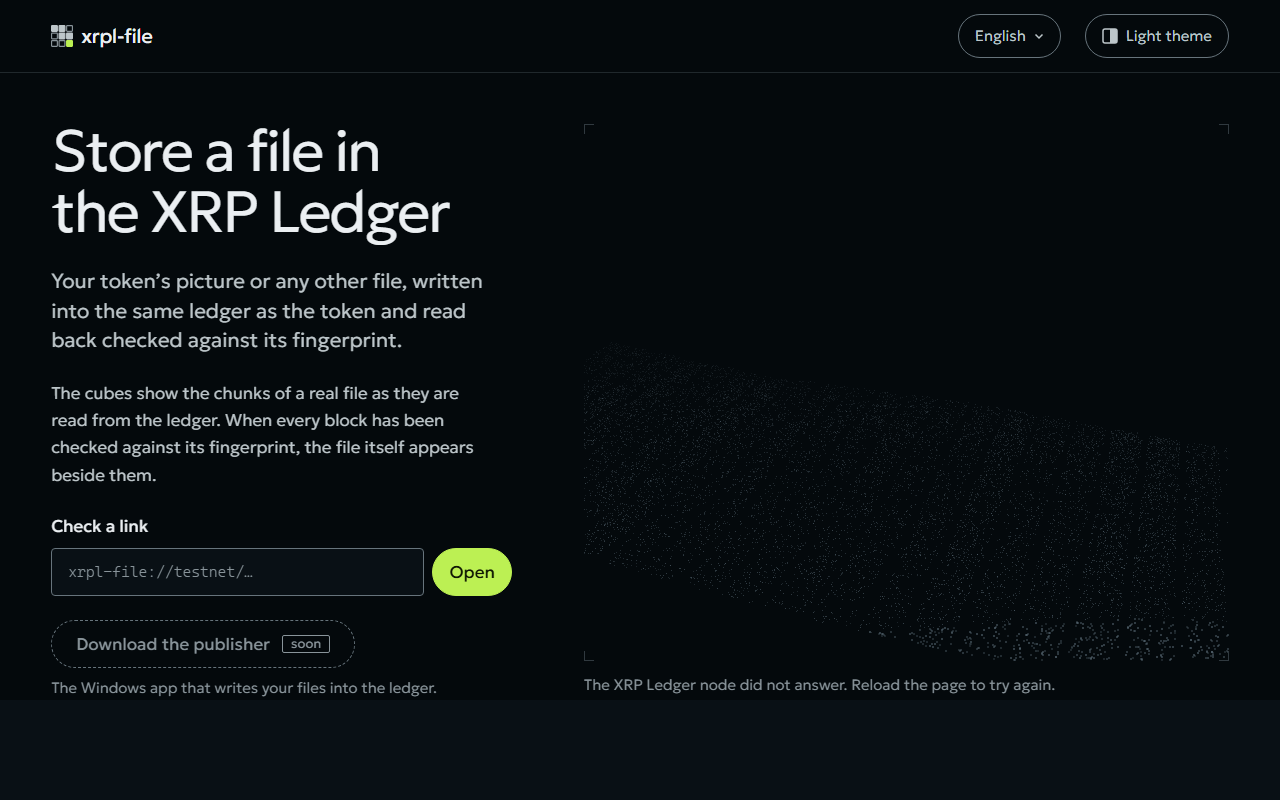 xrpl-file
English
Light theme
Store a file in
the XRP Ledger
Your token’s picture or any other file, written
into the same ledger as the token and read
back checked against its fingerprint.
The cubes show the chunks of a real file as they are
read from the ledger. When every block has been
checked against its fingerprint, the file itself appears
beside them.
Check a link
xrpl-file://testnet/…
Open
Download the publisher
soon
The Windows app that writes your files into the ledger.
The XRP Ledger node did not answer. Reload the page to try again.